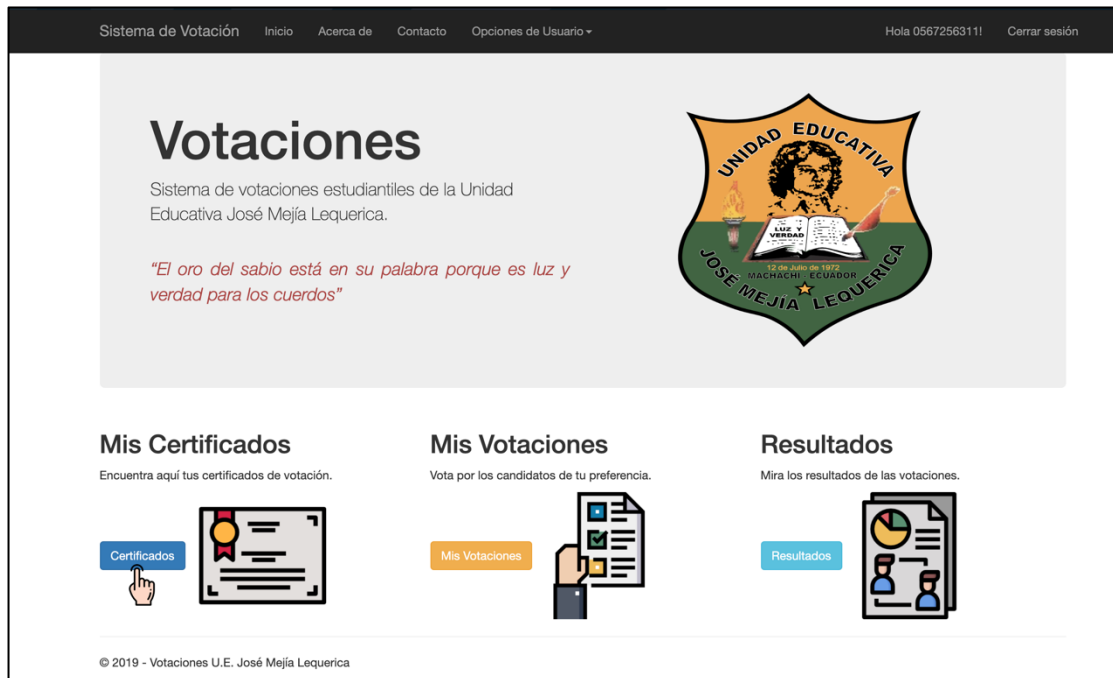 Sistema de Votación Inicio Acerca de Contacto Opciones de Usuario Hola 0567256311! Cerrar sesión
Votaciones
Sistema de votaciones estudiantiles de la Unidad
Educativa José Mejía Lequerica.
“El oro del sabio está en su palabra porque es luz y
verdad para los cuerdos”
UNIDAD EDUCATIVA
LUZ Y
VERDAD
12 de Julio de 1972
MACHACHI - ECUADOR
JOSÉ MEJÍA LEQUERICA
Mis Certificados
Encuentra aquí tus certificados de votación.
Certificados
Mis Votaciones
Vota por los candidatos de tu preferencia.
Mis Votaciones
Resultados
Mira los resultados de las votaciones.
Resultados
© 2019 - Votaciones U.E. José Mejía Lequerica